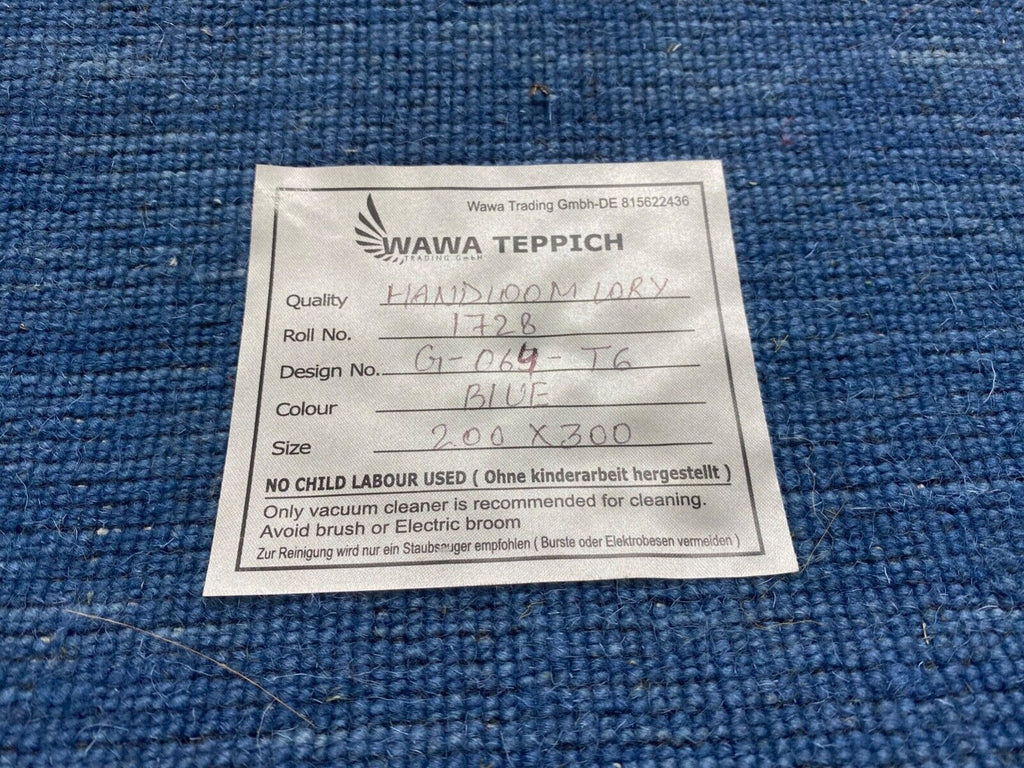 Wawa Trading Gmbh-DE 815622436
WAWA TEPPICH
TRADING GmbH
Quality HANDLOOM LORY
Roll No. 1728
Design No. G-064-T6
Colour BLUE
Size 200 X 300
NO CHILD LABOUR USED ( Ohne kinderarbeit hergestellt )
Only vacuum cleaner is recommended for cleaning.
Avoid brush or Electric broom
Zur Reinigung wird nur ein Staubsauger empfohlen ( Burste oder Elektrobesen vermeiden )